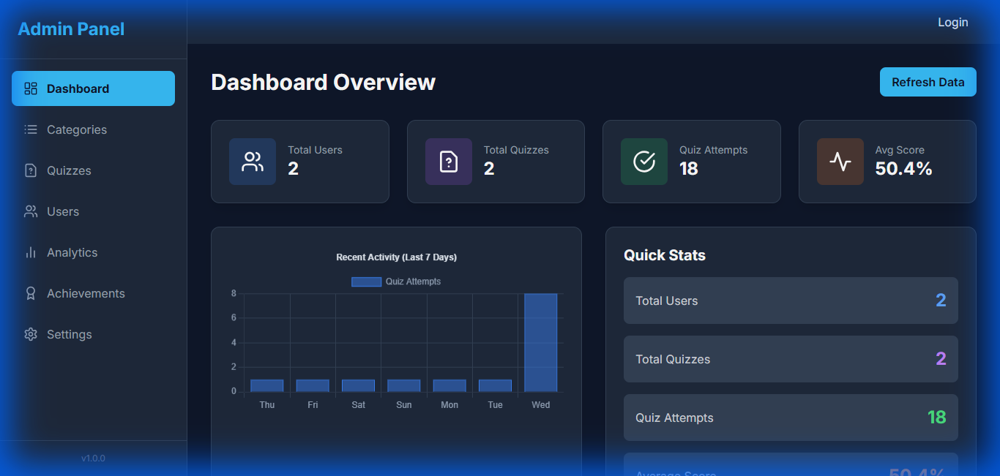 Admin Panel
Login
Dashboard
Categories
Quizzes
Users
Analytics
Achievements
Settings
v1.0.0
Dashboard Overview
Refresh Data
Total Users
2
Total Quizzes
2
Quiz Attempts
18
Avg Score
50.4%
Recent Activity (Last 7 Days)
Quiz Attempts
8
6
4
2
0
Thu Fri Sat Sun Mon Tue Wed
Quick Stats
Total Users 2
Total Quizzes 2
Quiz Attempts 18
Average Score 50.4%